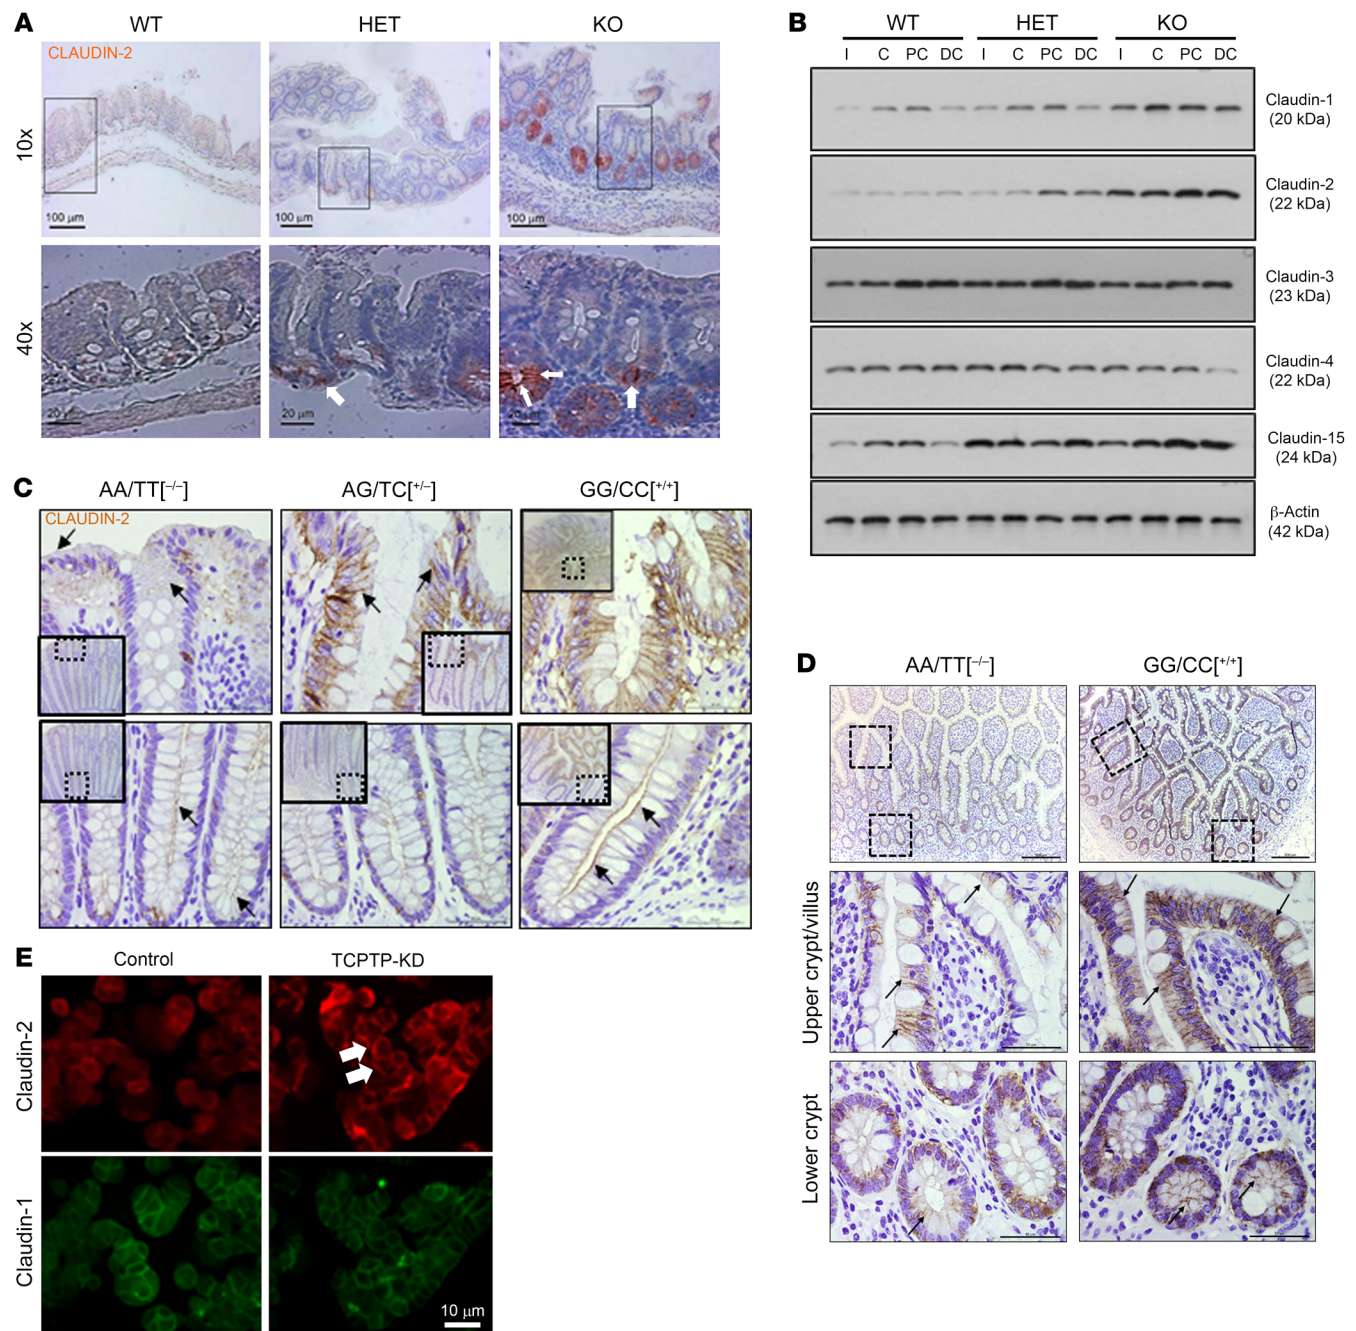 A
WT
HET
KO
CLAUDIN-2
10x
100 µm
100 µm
100 µm
40x
20 µm
20 µm
20 µm
B
WT
HET
KO
I C PC DC I C PC DC I C PC DC
Claudin-1
(20 kDa)
Claudin-2
(22 kDa)
Claudin-3
(23 kDa)
Claudin-4
(22 kDa)
Claudin-15
(24 kDa)
β-Actin
(42 kDa)
C
AA/TT[–/–]
AG/TC[+/–]
GG/CC[+/+]
CLAUDIN-2
D
AA/TT[–/–]
GG/CC[+/+]
Upper crypt/villus
Lower crypt
E
Control
TCPTP-KD
Claudin-2
Claudin-1
10 µm